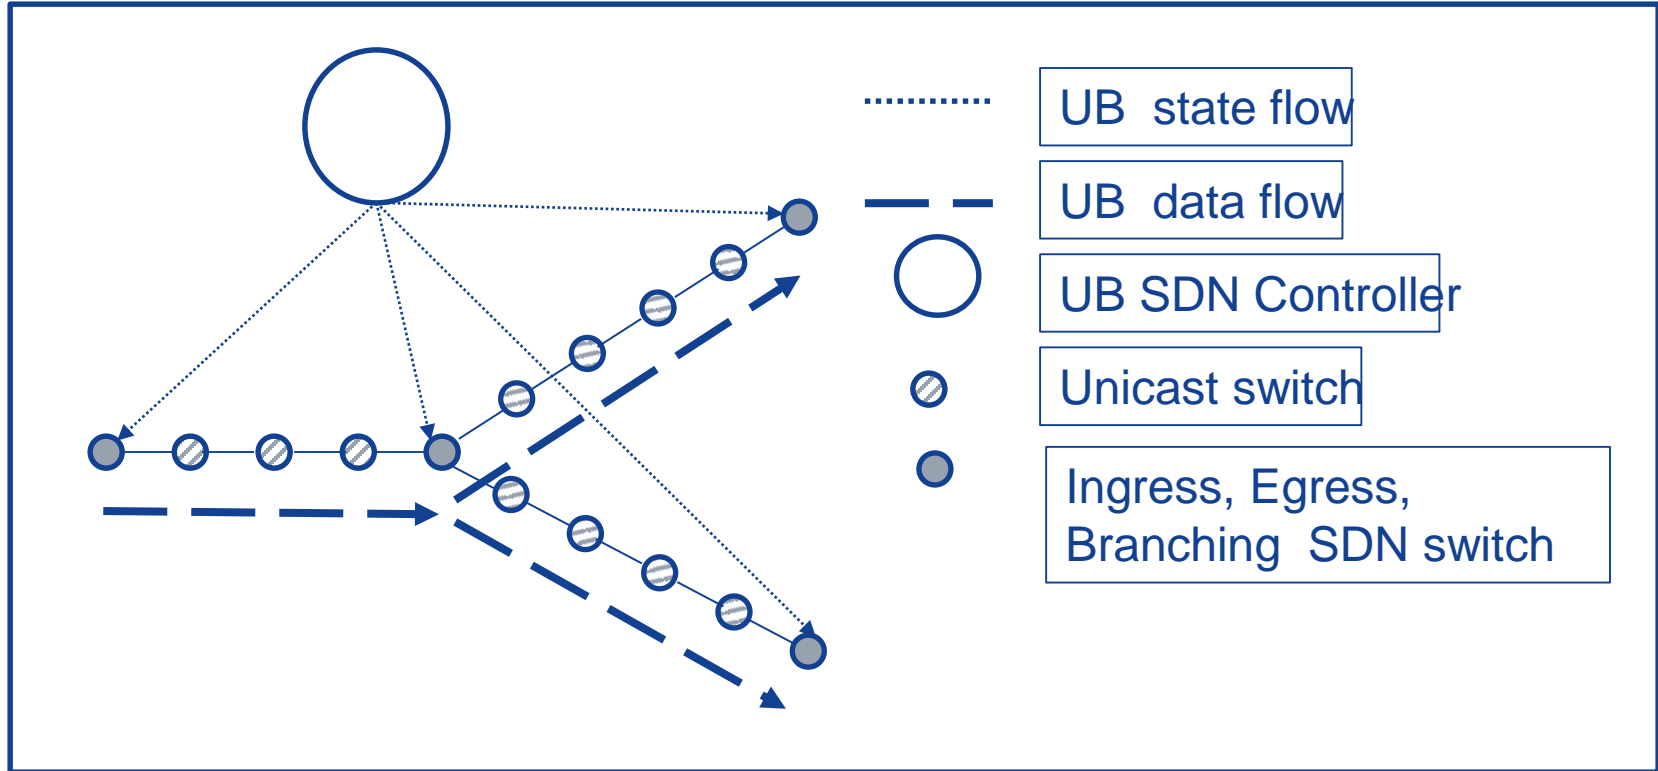 UB state flow
UB data flow
UB SDN Controller
Unicast switch
Ingress, Egress,
Branching SDN switch